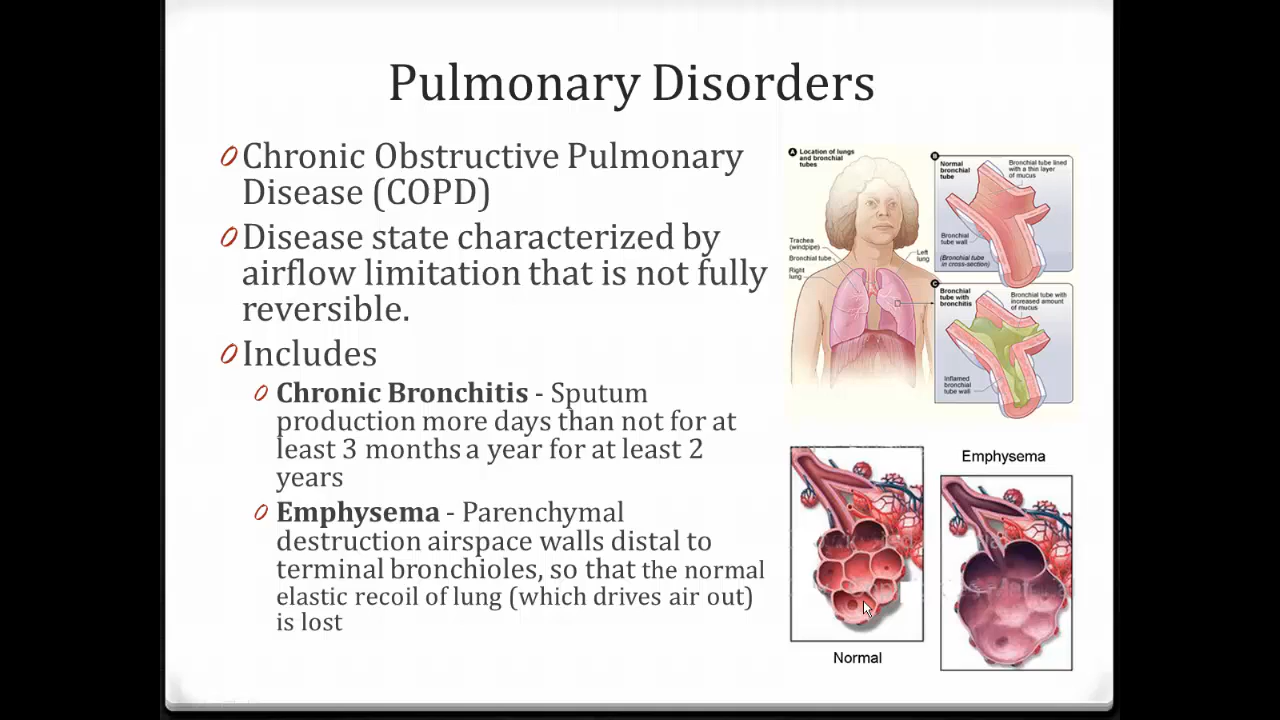 Pulmonary Disorders
Chronic Obstructive Pulmonary
Disease (COPD)
Disease state characterized by
airflow limitation that is not fully
reversible.
Includes
Chronic Bronchitis - Sputum
production more days than not for at
least 3 months a year for at least 2
years
Emphysema - Parenchymal
destruction airspace walls distal to
terminal bronchioles, so that the normal
elastic recoil of lung (which drives air out)
is lost
A Location of lungs
and bronchial
tubes
Trachea
(windpipe)
Bronchial tube
Right
lung
Left
lung
B
Normal
bronchial
tube
Bronchial tube lined
with a thin layer
of mucus
Bronchial
tube wall
(Bronchial tube
in cross-section)
C
Bronchial
tube with
bronchitis
Bronchial tube with
increased amount
of mucus
Inflamed
bronchial
tube wall
Emphysema
Normal